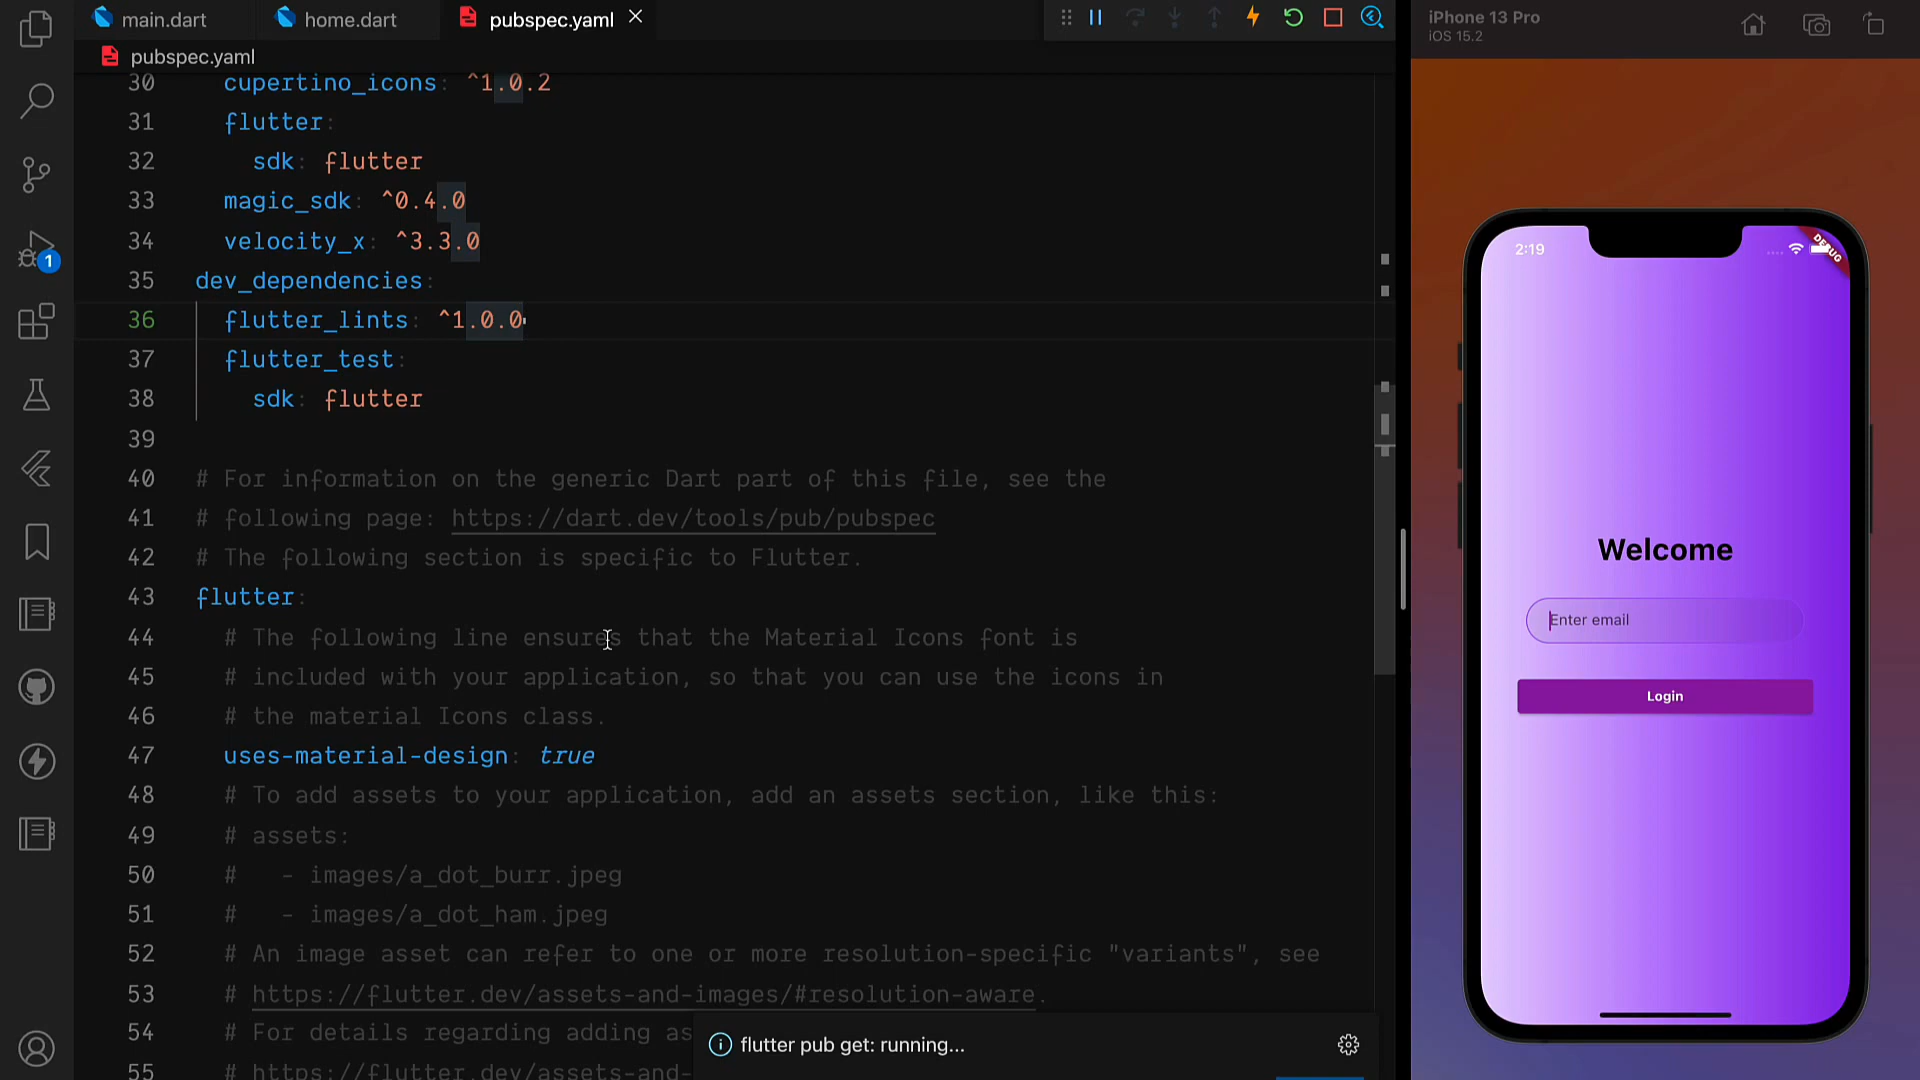 main.dart
home.dart
pubspec.yaml
pubspec.yaml
30 cupertino_icons: ^1.0.2
31 flutter:
32 sdk: flutter
33 magic_sdk: ^0.4.0
34 velocity_x: ^3.3.0
35 dev_dependencies:
36 flutter_lints: ^1.0.0
37 flutter_test:
38 sdk: flutter
39
40 # For information on the generic Dart part of this file, see the
41 # following page: https://dart.dev/tools/pub/pubspec
42 # The following section is specific to Flutter.
43 flutter:
44 # The following line ensures that the Material Icons font is
45 # included with your application, so that you can use the icons in
46 # the material Icons class.
47 uses-material-design: true
48 # To add assets to your application, add an assets section, like this:
49 # assets:
50 #   - images/a_dot_burr.jpeg
51 #   - images/a_dot_ham.jpeg
52 # An image asset can refer to one or more resolution-specific "variants", see
53 # https://flutter.dev/assets-and-images/#resolution-aware.
54 # For details regarding adding as
55 # https://flutter.dev/assets-and-
1
flutter pub get: running...
iPhone 13 Pro
iOS 15.2
2:19
DEBUG
Welcome
Enter email
Login